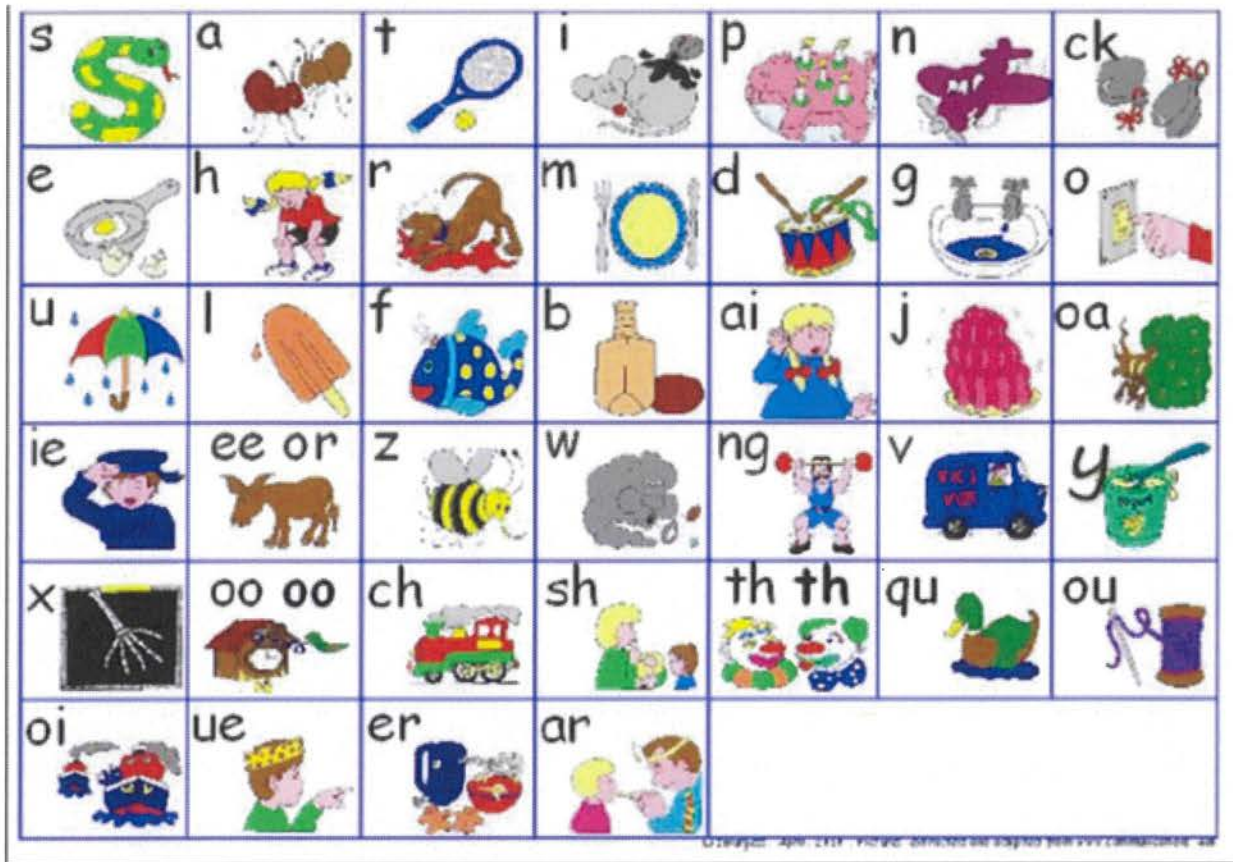 s a t i p n ck
e h r m d g o
u l f b ai j oa
ie ee or z w ng v y
x oo oo ch sh th th qu ou
oi ue er ar